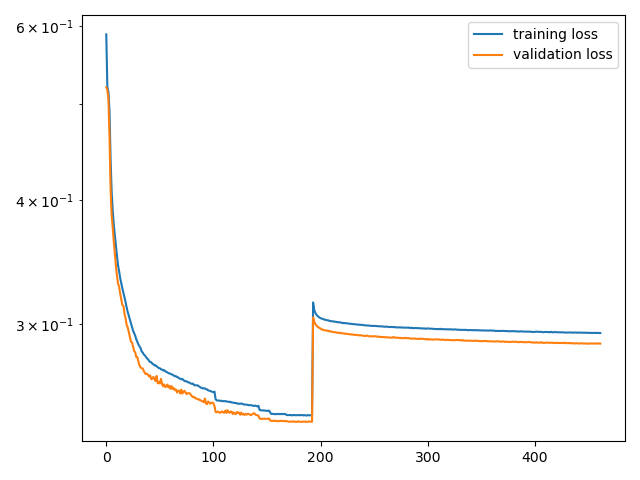 6 × 10⁻¹
training loss
validation loss
4 × 10⁻¹
3 × 10⁻¹
0 100 200 300 400